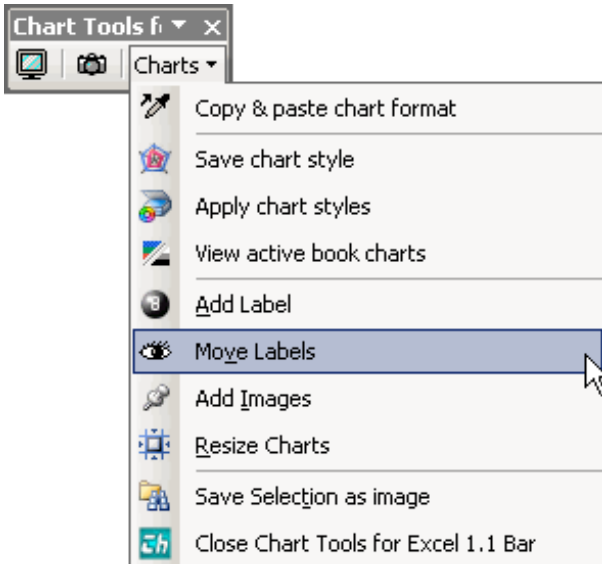 Chart Tools f
Charts
Copy & paste chart format
Save chart style
Apply chart styles
View active book charts
Add Label
Move Labels
Add Images
Resize Charts
Save Selection as image
Close Chart Tools for Excel 1.1 Bar